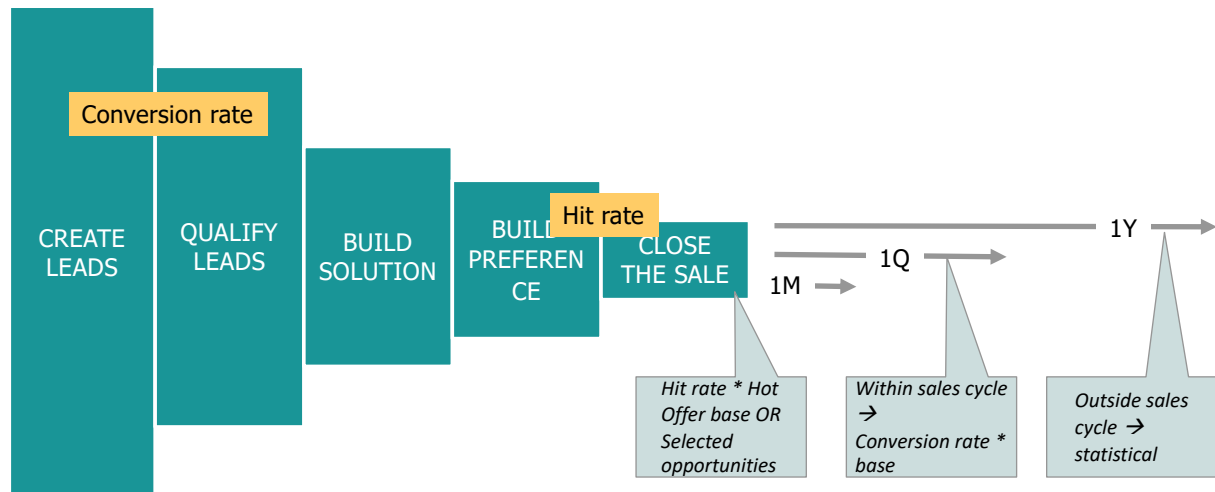 Conversion rate
CREATE
LEADS
QUALIFY
LEADS
BUILD
SOLUTION
BUILD
PREFEREN
CE
Hit rate
CLOSE
THE SALE
1Y
1Q
1M
Hit rate * Hot
Offer base OR
Selected
opportunities
Within sales cycle
→
Conversion rate *
base
Outside sales
cycle →
statistical